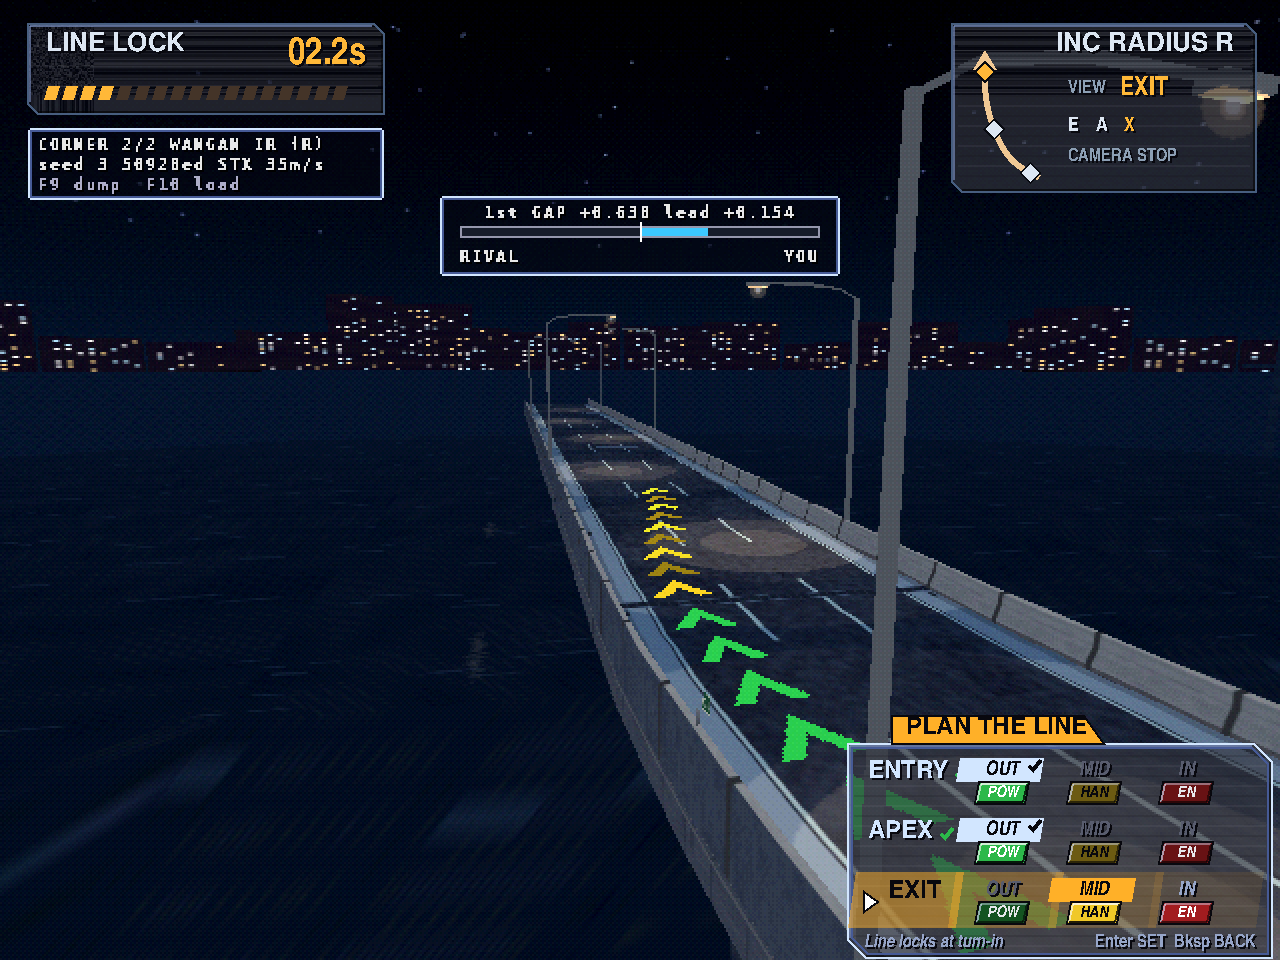 LINE LOCK
02.2s
CORNER 2/2 WANGAN IR (R)
seed 3 58928ed STK 35m/s
F9 dump F10 load
1st GAP +0.638 lead +0.154
RIVAL YOU
INC RADIUS R
VIEW EXIT
E A X
CAMERA STOP
PLAN THE LINE
ENTRY OUT MID IN
POW HAN EN
APEX OUT MID IN
POW HAN EN
EXIT OUT MID IN
POW HAN EN
Line locks at turn-in Enter SET Bksp BACK